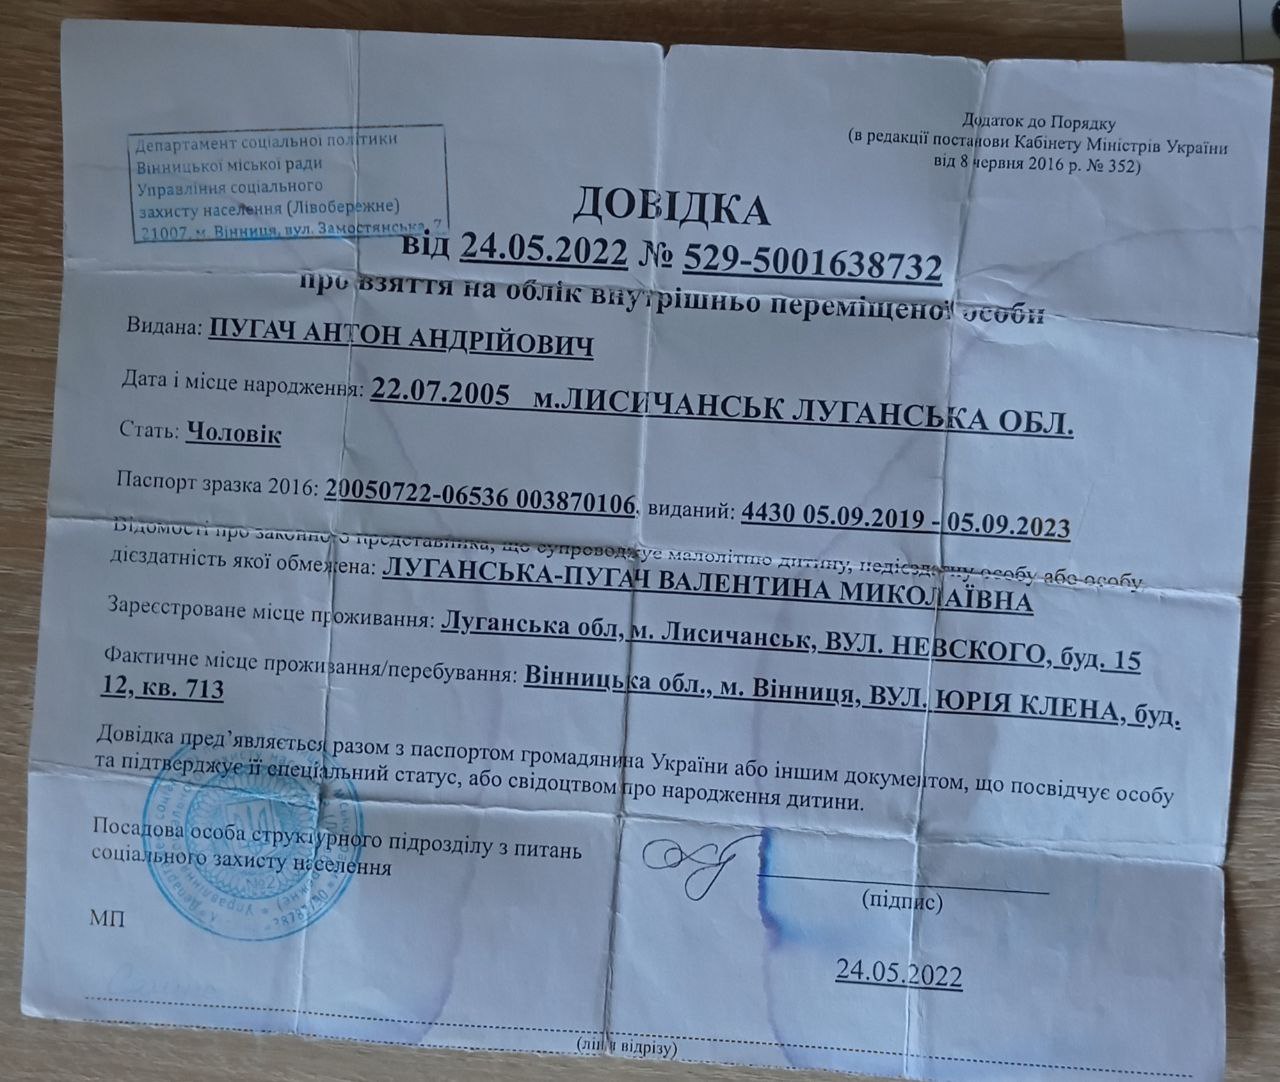 Департамент соціальної політики
Вінницької міської ради
Управління соціального
захисту населення (Лівобережне)
21007, м. Вінниця, вул. Замостянська, 7
Додаток до Порядку
(в редакції постанови Кабінету Міністрів України
від 8 червня 2016 р. № 352)
ДОВІДКА
від 24.05.2022 № 529-5001638732
про взяття на облік внутрішньо переміщеної особи
Видана: ПУГАЧ АНТОН АНДРІЙОВИЧ
Дата і місце народження: 22.07.2005 м.ЛИСИЧАНСЬК ЛУГАНСЬКА ОБЛ.
Стать: Чоловік
Паспорт зразка 2016: 20050722-06536 003870106, виданий: 4430 05.09.2019 - 05.09.2023
Відомості про законного представника, що супроводжує малолітню дитину, недієздатну особу або особу,
дієздатність якої обмежена: ЛУГАНСЬКА-ПУГАЧ ВАЛЕНТИНА МИКОЛАЇВНА
Зареєстроване місце проживання: Луганська обл, м. Лисичанськ, ВУЛ. НЕВСКОГО, буд. 15
Фактичне місце проживання/перебування: Вінницька обл., м. Вінниця, ВУЛ. ЮРІЯ КЛЕНА, буд.
12, кв. 713
Довідка пред’являється разом з паспортом громадянина України або іншим документом, що посвідчує особу
та підтверджує її спеціальний статус, або свідоцтвом про народження дитини.
Посадова особа структурного підрозділу з питань
соціального захисту населення
(підпис)
МП
24.05.2022
(лінія відрізу)